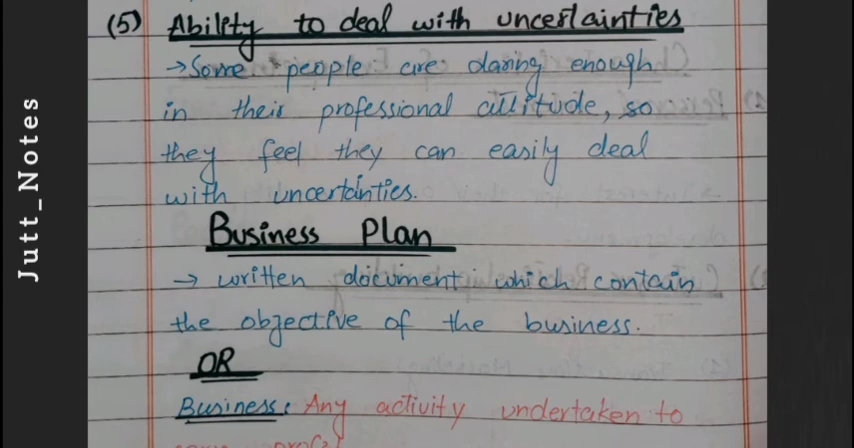 Jutt_Notes
(5) Ability to deal with uncertainties
→ Some people are daring enough
in their professional attitude, so
they feel they can easily deal
with uncertainties.
Business Plan
→ written document which contain
the objective of the business.
OR
Business: Any activity undertaken to